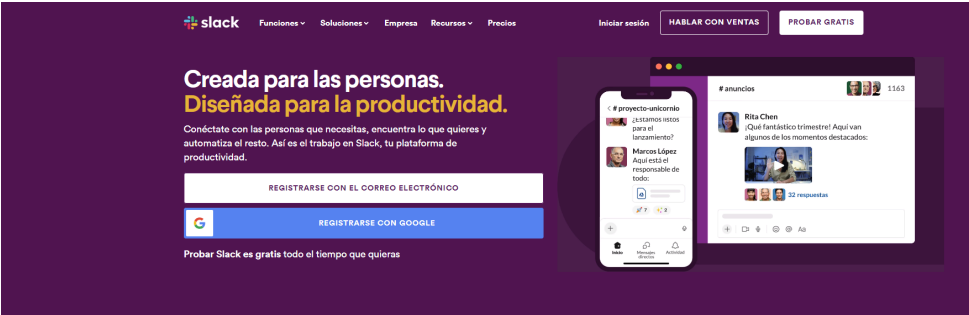 slack
Funciones
Soluciones
Empresa
Recursos
Precios
Iniciar sesión
HABLAR CON VENTAS
PROBAR GRATIS
Creada para las personas.
Diseñada para la productividad.
Conéctate con las personas que necesitas, encuentra lo que quieres y
automatiza el resto. Así es el trabajo en Slack, tu plataforma de
productividad.
REGISTRARSE CON EL CORREO ELECTRÓNICO
G
REGISTRARSE CON GOOGLE
Probar Slack es gratis todo el tiempo que quieras
# proyecto-unicornio
¿Estamos listos
para el
lanzamiento?
Marcos López
Aquí está el
responsable de
todo:
7
2
Inicio
Mensajes
directos
Actividad
# anuncios
1163
Rita Chen
¡Qué fantástico trimestre! Aquí van
algunos de los momentos destacados:
32 respuestas
Aa